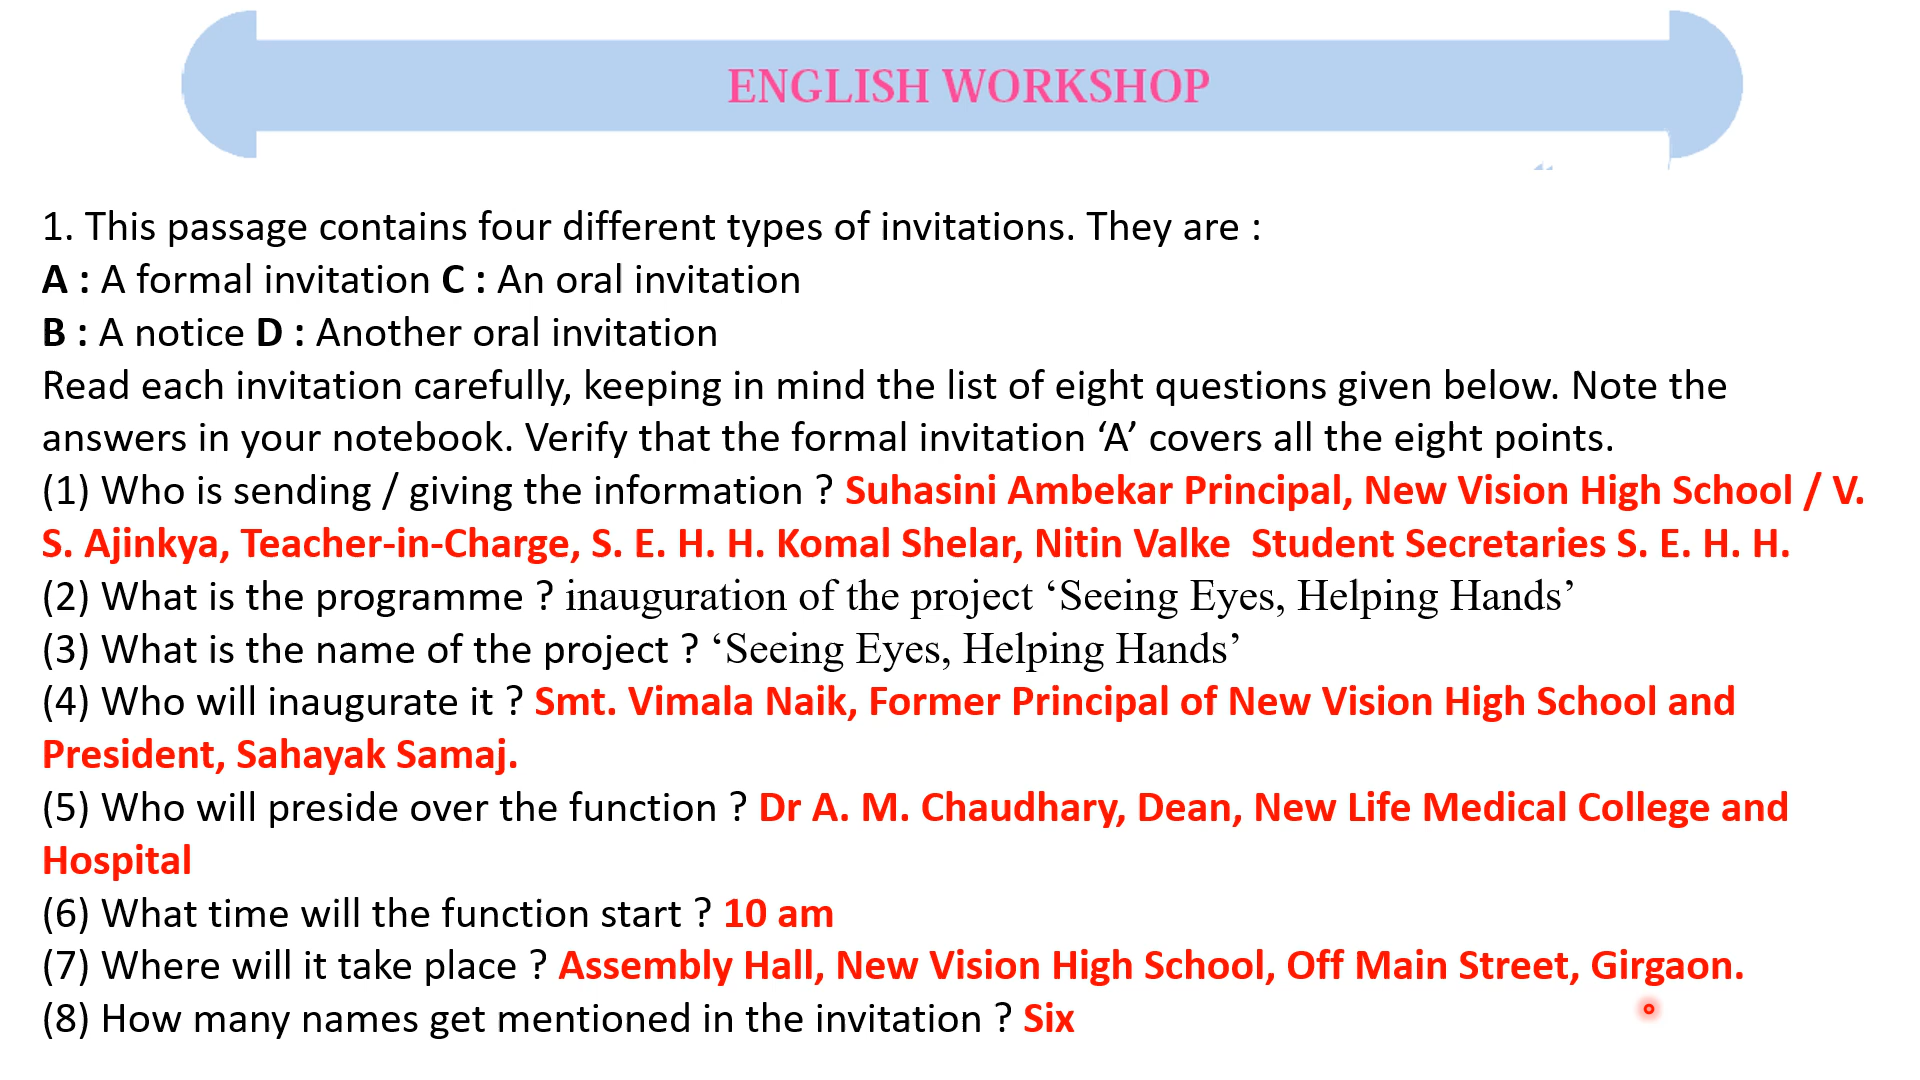 ENGLISH WORKSHOP
1. This passage contains four different types of invitations. They are :
A : A formal invitation C : An oral invitation
B : A notice D : Another oral invitation
Read each invitation carefully, keeping in mind the list of eight questions given below. Note the
answers in your notebook. Verify that the formal invitation ‘A’ covers all the eight points.
(1) Who is sending / giving the information ? Suhasini Ambekar Principal, New Vision High School / V.
S. Ajinkya, Teacher-in-Charge, S. E. H. H. Komal Shelar, Nitin Valke  Student Secretaries S. E. H. H.
(2) What is the programme ? inauguration of the project ‘Seeing Eyes, Helping Hands’
(3) What is the name of the project ? ‘Seeing Eyes, Helping Hands’
(4) Who will inaugurate it ? Smt. Vimala Naik, Former Principal of New Vision High School and
President, Sahayak Samaj.
(5) Who will preside over the function ? Dr A. M. Chaudhary, Dean, New Life Medical College and
Hospital
(6) What time will the function start ? 10 am
(7) Where will it take place ? Assembly Hall, New Vision High School, Off Main Street, Girgaon.
(8) How many names get mentioned in the invitation ? Six